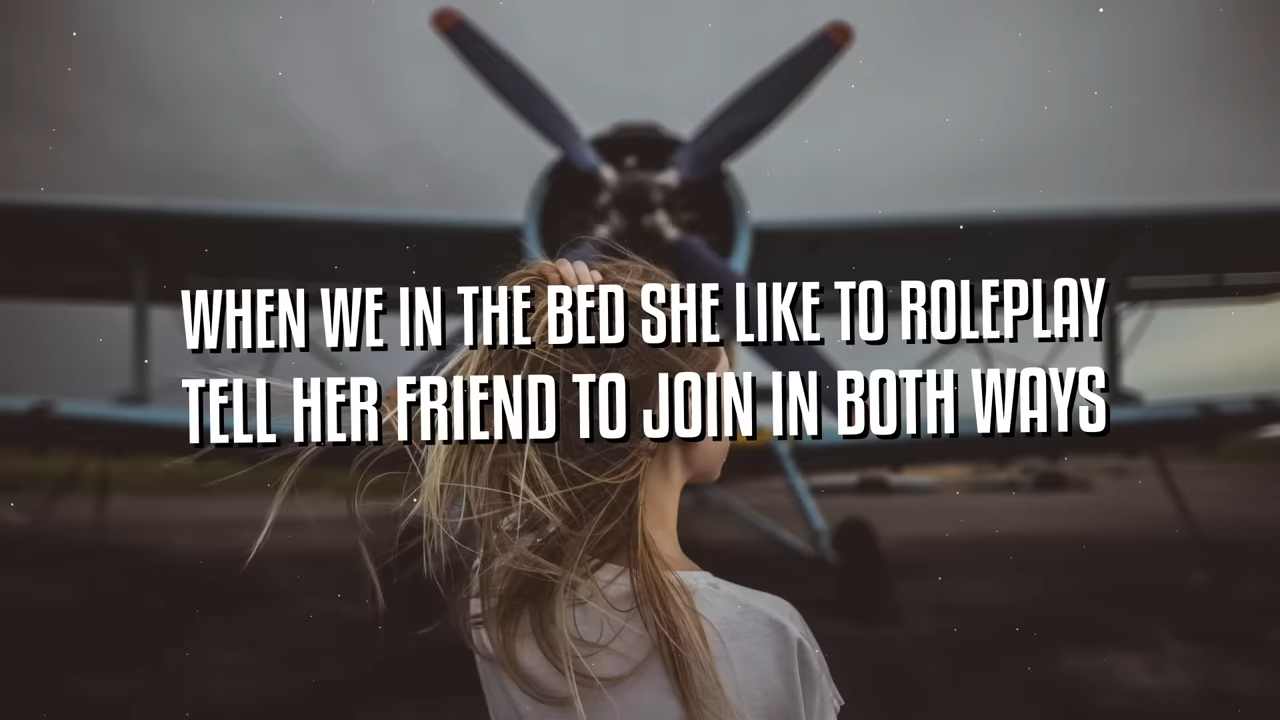 WHEN WE IN THE BED SHE LIKE TO ROLEPLAY
TELL HER FRIEND TO JOIN IN BOTH WAYS